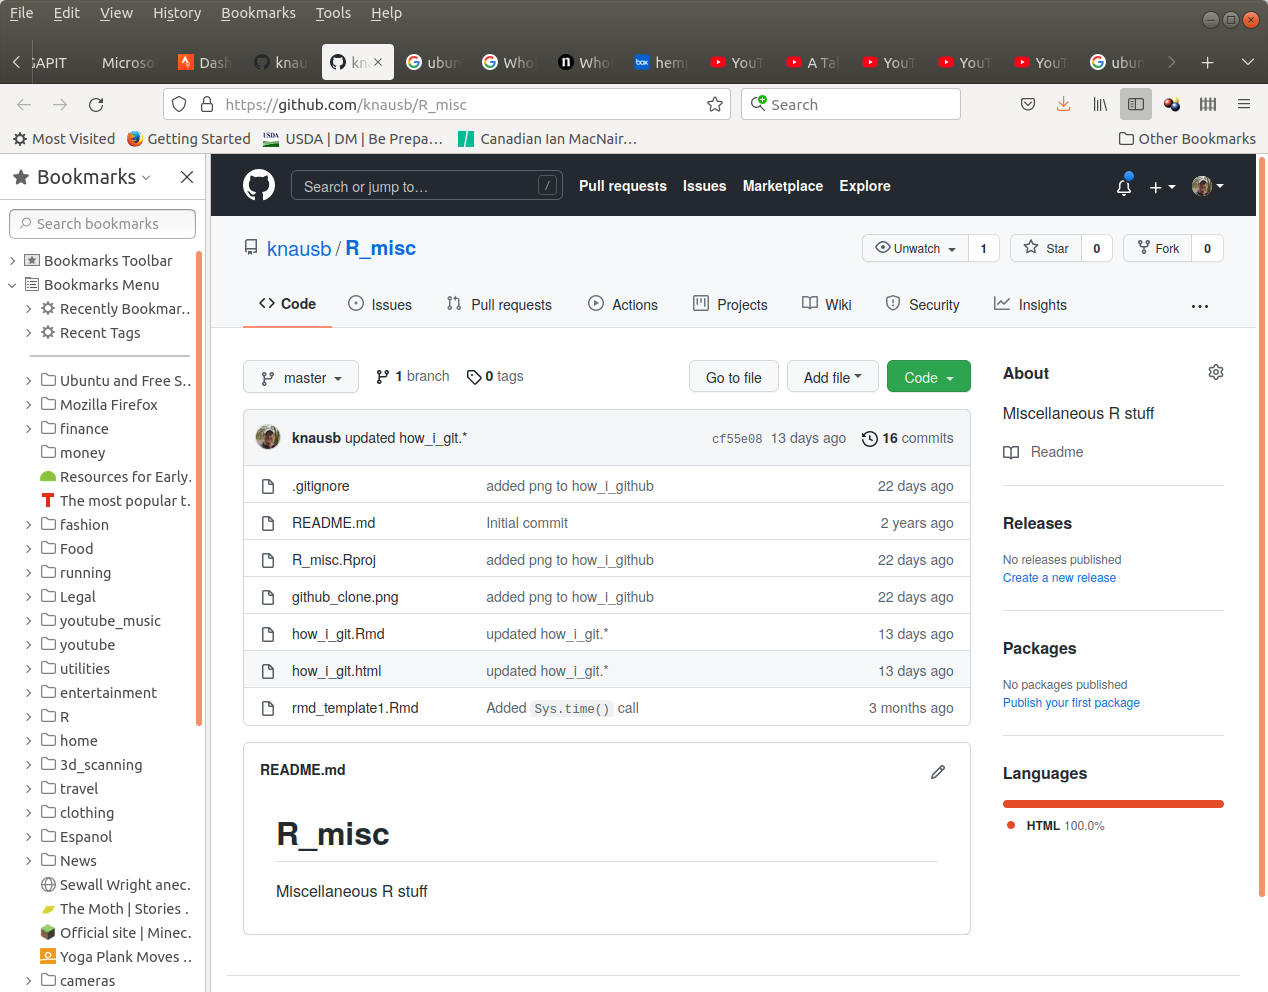 File Edit View History Bookmarks Tools Help
GAPIT Microso Dash knau kn ubun Who Who hemp YouT A Tal YouT YouT YouT ubun
https://github.com/knausb/R_misc Search
Most Visited Getting Started USDA | DM | Be Prepa… Canadian Ian MacNair… Other Bookmarks
Bookmarks
Search bookmarks
Bookmarks Toolbar
Bookmarks Menu
Recently Bookmar..
Recent Tags
Ubuntu and Free S..
Mozilla Firefox
finance
money
Resources for Early.
The most popular t.
fashion
Food
running
Legal
youtube_music
youtube
utilities
entertainment
R
home
3d_scanning
travel
clothing
Espanol
News
Sewall Wright anec.
The Moth | Stories .
Official site | Minec.
Yoga Plank Moves ..
cameras
Search or jump to… / Pull requests Issues Marketplace Explore
knausb / R_misc Unwatch 1 Star 0 Fork 0
Code Issues Pull requests Actions Projects Wiki Security Insights ...
master 1 branch 0 tags Go to file Add file Code
knausb updated how_i_git.* cf55e08 13 days ago 16 commits
.gitignore added png to how_i_github 22 days ago
README.md Initial commit 2 years ago
R_misc.Rproj added png to how_i_github 22 days ago
github_clone.png added png to how_i_github 22 days ago
how_i_git.Rmd updated how_i_git.* 13 days ago
how_i_git.html updated how_i_git.* 13 days ago
rmd_template1.Rmd Added Sys.time() call 3 months ago
README.md
R_misc
Miscellaneous R stuff
About
Miscellaneous R stuff
Readme
Releases
No releases published
Create a new release
Packages
No packages published
Publish your first package
Languages
HTML 100.0%